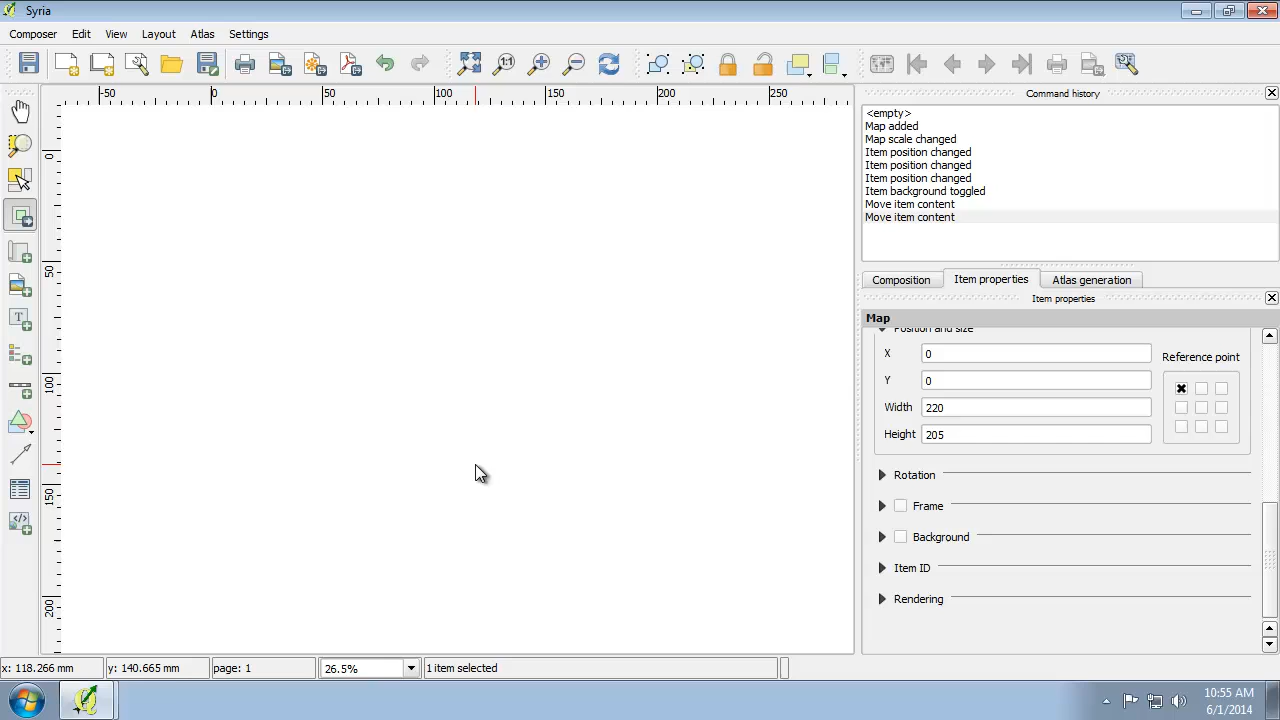 Syria
Composer Edit View Layout Atlas Settings
1:1
-50 0 50 100 150 200 250
0
50
100
150
200
Command history
<empty>
Map added
Map scale changed
Item position changed
Item position changed
Item position changed
Item background toggled
Move item content
Move item content
Composition Item properties Atlas generation
Item properties
Map
Position and size
X 0
Reference point
Y 0
Width 220
Height 205
Rotation
Frame
Background
Item ID
Rendering
x: 118.266 mm y: 140.665 mm page: 1 26.5% 1 item selected
10:55 AM
6/1/2014